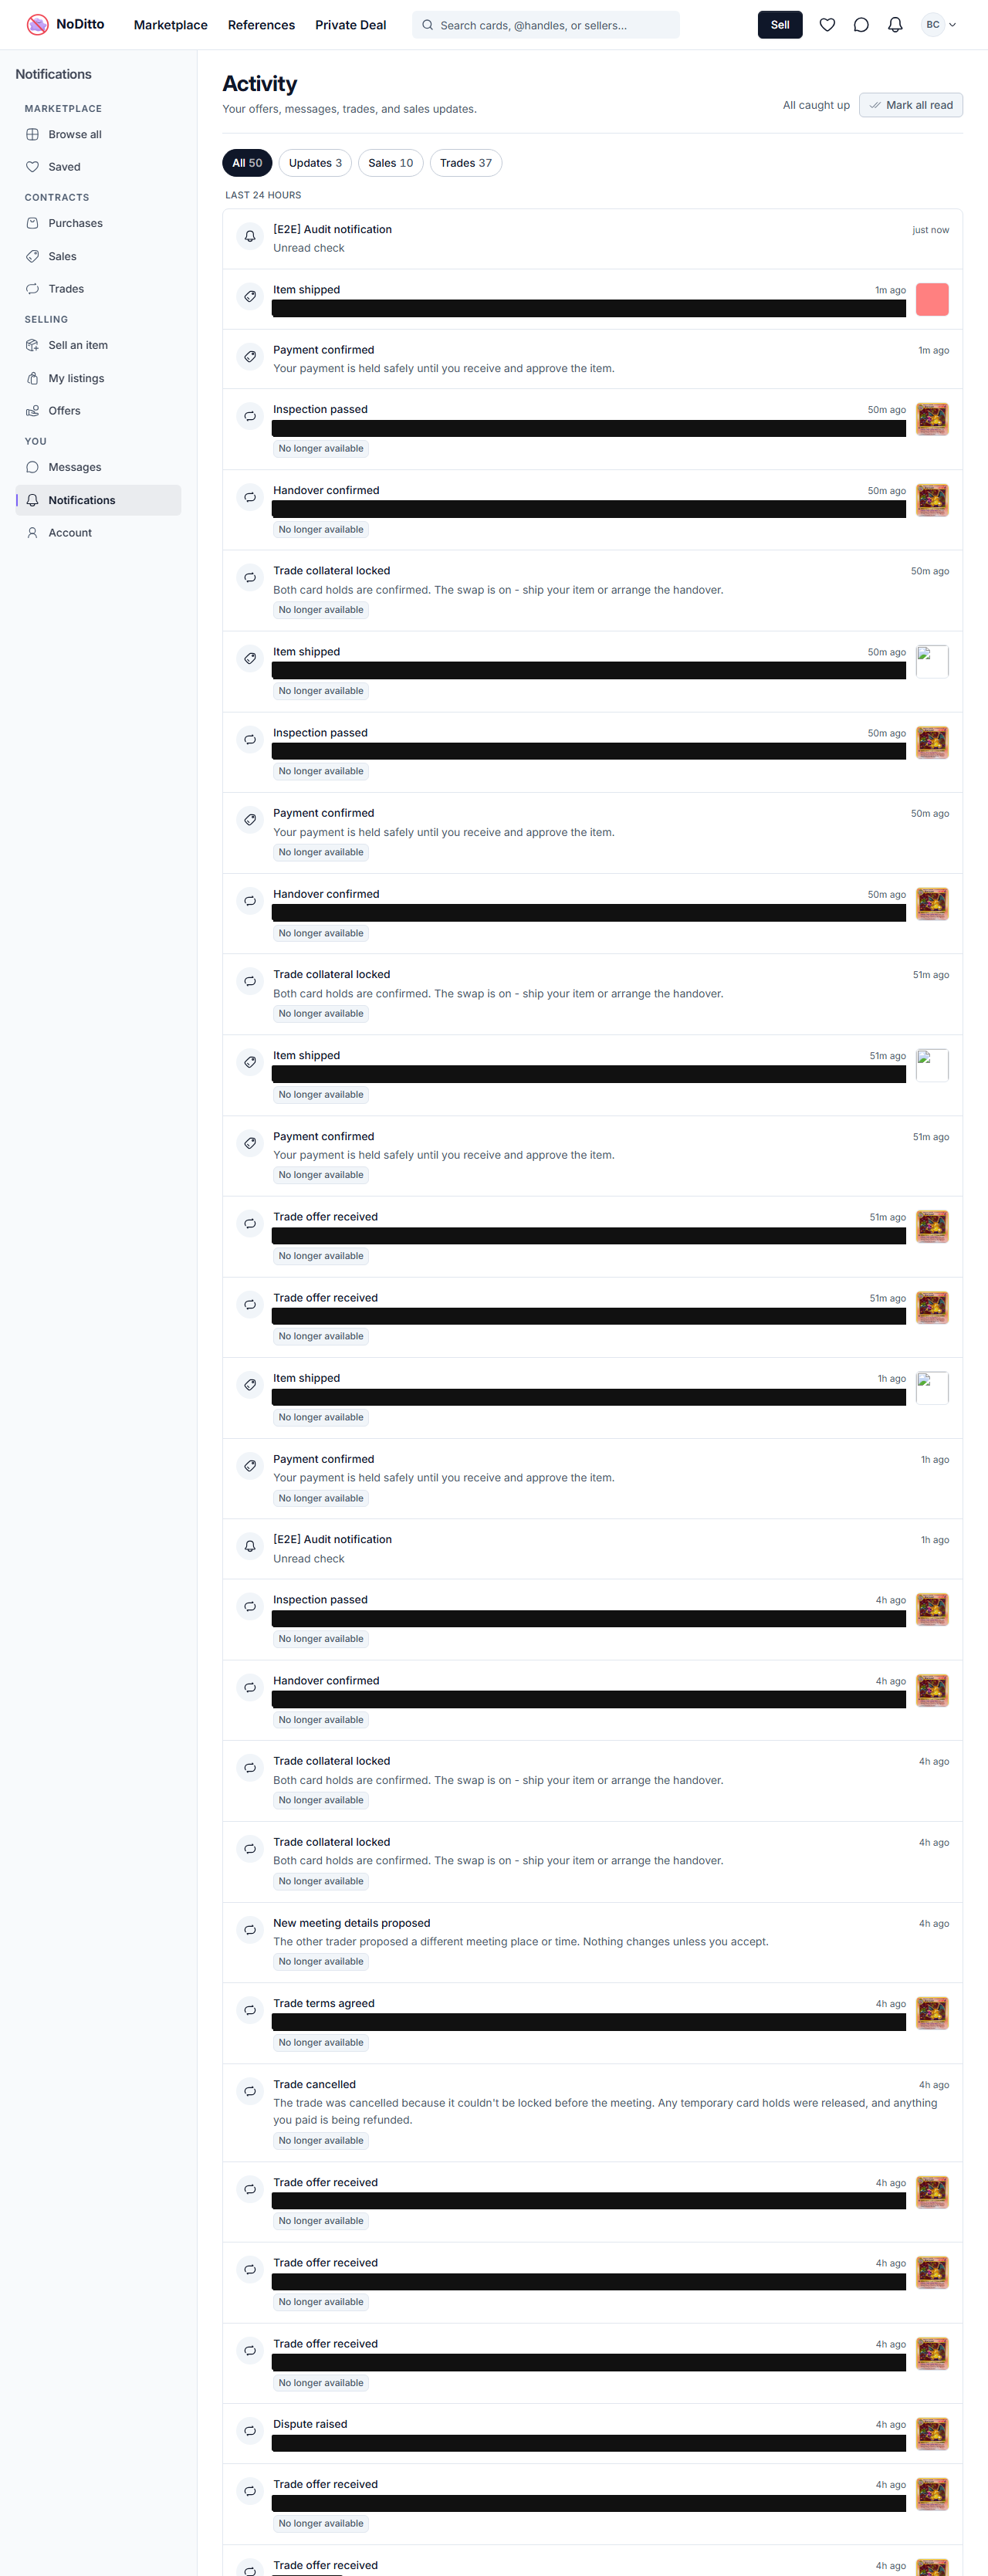 NoDitto
Marketplace
References
Private Deal
Search cards, @handles, or sellers...
Sell
BC
Notifications
MARKETPLACE
Browse all
Saved
CONTRACTS
Purchases
Sales
Trades
SELLING
Sell an item
My listings
Offers
YOU
Messages
Notifications
Account
Activity
Your offers, messages, trades, and sales updates.
All caught up
Mark all read
All 50
Updates 3
Sales 10
Trades 37
LAST 24 HOURS
[E2E] Audit notification
just now
Unread check
Item shipped
1m ago
Payment confirmed
1m ago
Your payment is held safely until you receive and approve the item.
Inspection passed
50m ago
No longer available
Handover confirmed
50m ago
No longer available
Trade collateral locked
50m ago
Both card holds are confirmed. The swap is on - ship your item or arrange the handover.
No longer available
Item shipped
50m ago
No longer available
Inspection passed
50m ago
No longer available
Payment confirmed
50m ago
Your payment is held safely until you receive and approve the item.
No longer available
Handover confirmed
50m ago
No longer available
Trade collateral locked
51m ago
Both card holds are confirmed. The swap is on - ship your item or arrange the handover.
No longer available
Item shipped
51m ago
No longer available
Payment confirmed
51m ago
Your payment is held safely until you receive and approve the item.
No longer available
Trade offer received
51m ago
No longer available
Trade offer received
51m ago
No longer available
Item shipped
1h ago
No longer available
Payment confirmed
1h ago
Your payment is held safely until you receive and approve the item.
No longer available
[E2E] Audit notification
1h ago
Unread check
Inspection passed
4h ago
No longer available
Handover confirmed
4h ago
No longer available
Trade collateral locked
4h ago
Both card holds are confirmed. The swap is on - ship your item or arrange the handover.
No longer available
Trade collateral locked
4h ago
Both card holds are confirmed. The swap is on - ship your item or arrange the handover.
No longer available
New meeting details proposed
4h ago
The other trader proposed a different meeting place or time. Nothing changes unless you accept.
No longer available
Trade terms agreed
4h ago
No longer available
Trade cancelled
4h ago
The trade was cancelled because it couldn't be locked before the meeting. Any temporary card holds were released, and anything
you paid is being refunded.
No longer available
Trade offer received
4h ago
No longer available
Trade offer received
4h ago
No longer available
Trade offer received
4h ago
No longer available
Dispute raised
4h ago
Trade offer received
4h ago
No longer available
Trade offer received
4h ago